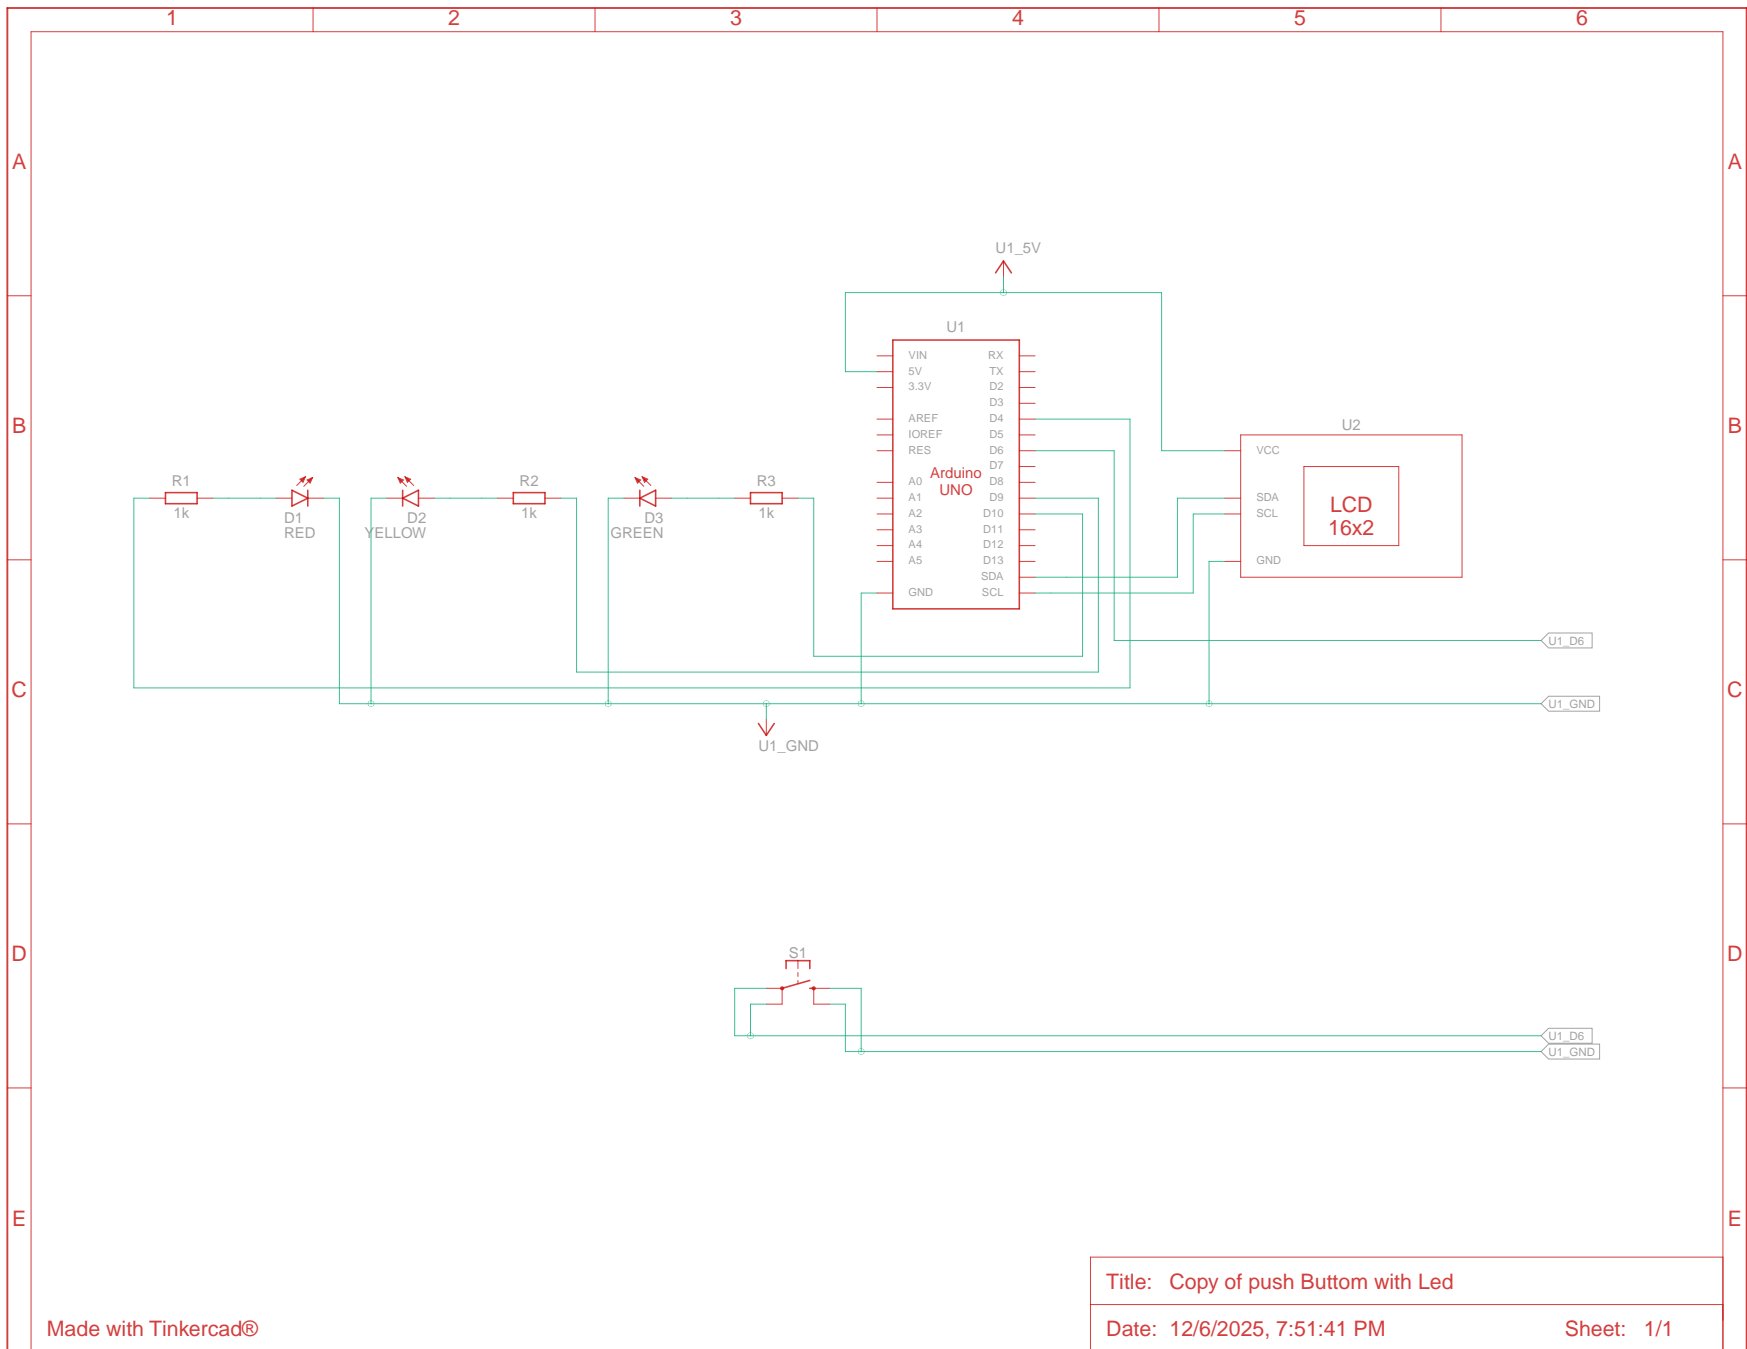 1 2 3 4 5 6
A A
U1_5V
U1
VIN RX
5V TX
3.3V D2
D3
AREF D4
B IOREF D5 U2 B
RES D6 VCC
D7
Arduino
UNO
A0 D8
A1 D9 SDA
A2 D10 SCL
A3 D11
A4 D12
A5 D13 GND
SDA
GND SCL
LCD
16x2
R1 R2 R3
1k 1k 1k
D1 D2 D3
RED YELLOW GREEN
U1_D6
C C
U1_GND
U1_GND
D D
S1
U1_D6
U1_GND
E E
Title: Copy of push Buttom with Led
Made with Tinkercad® Date: 12/6/2025, 7:51:41 PM Sheet: 1/1